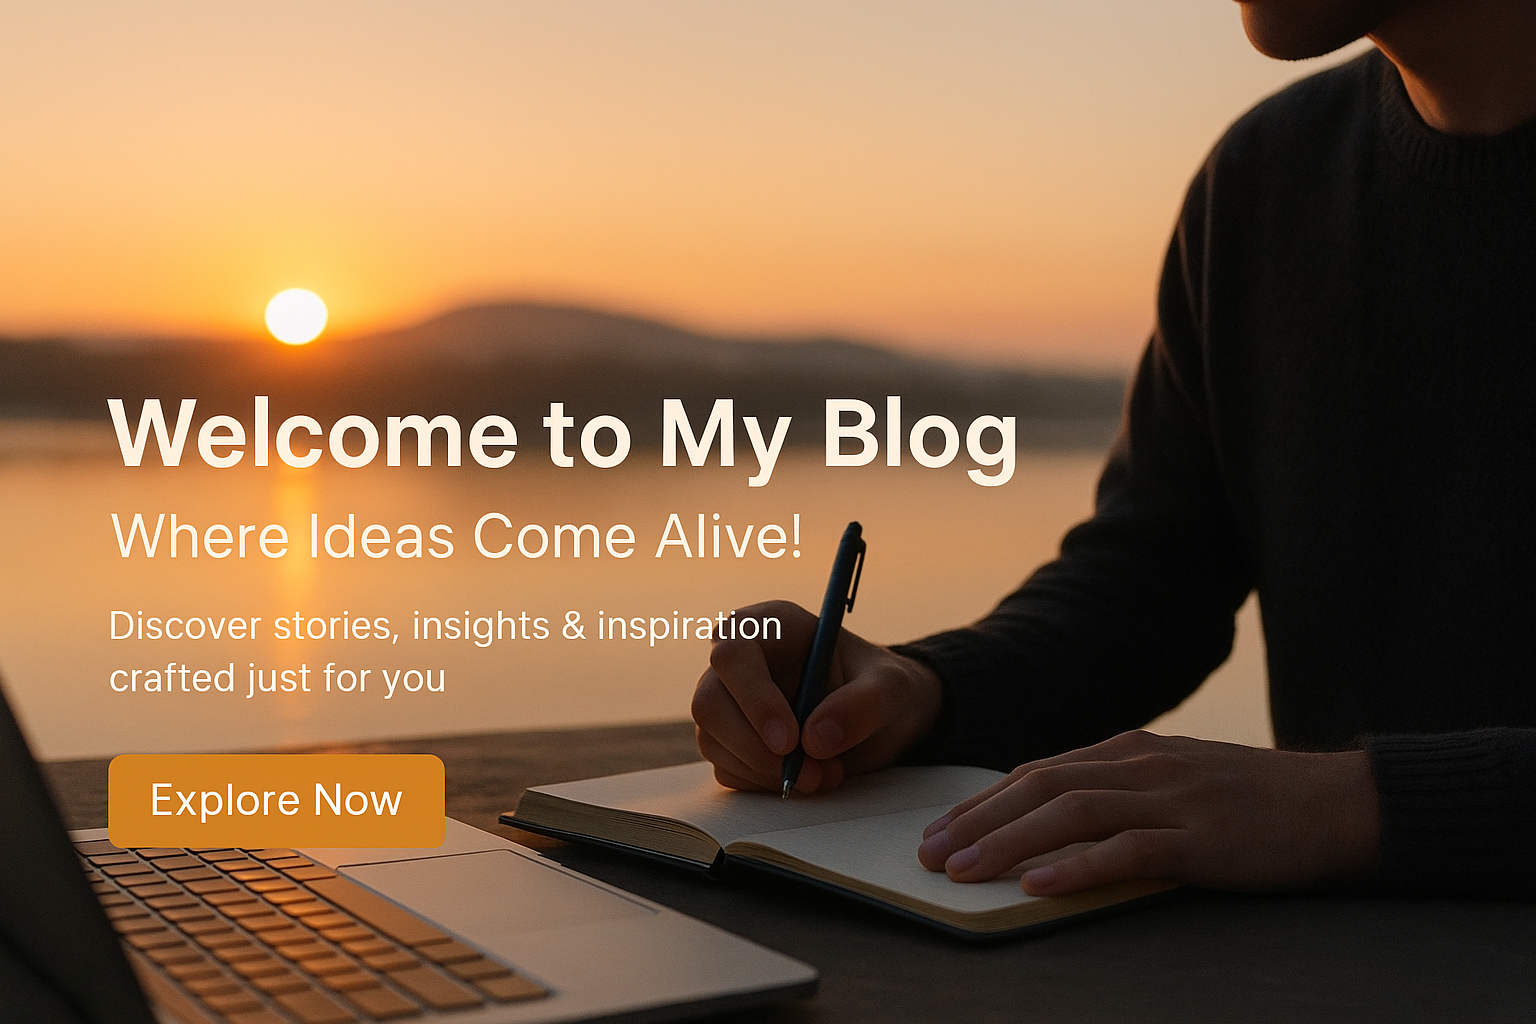 Welcome to My Blog
Where Ideas Come Alive!
Discover stories, insights & inspiration
crafted just for you
Explore Now